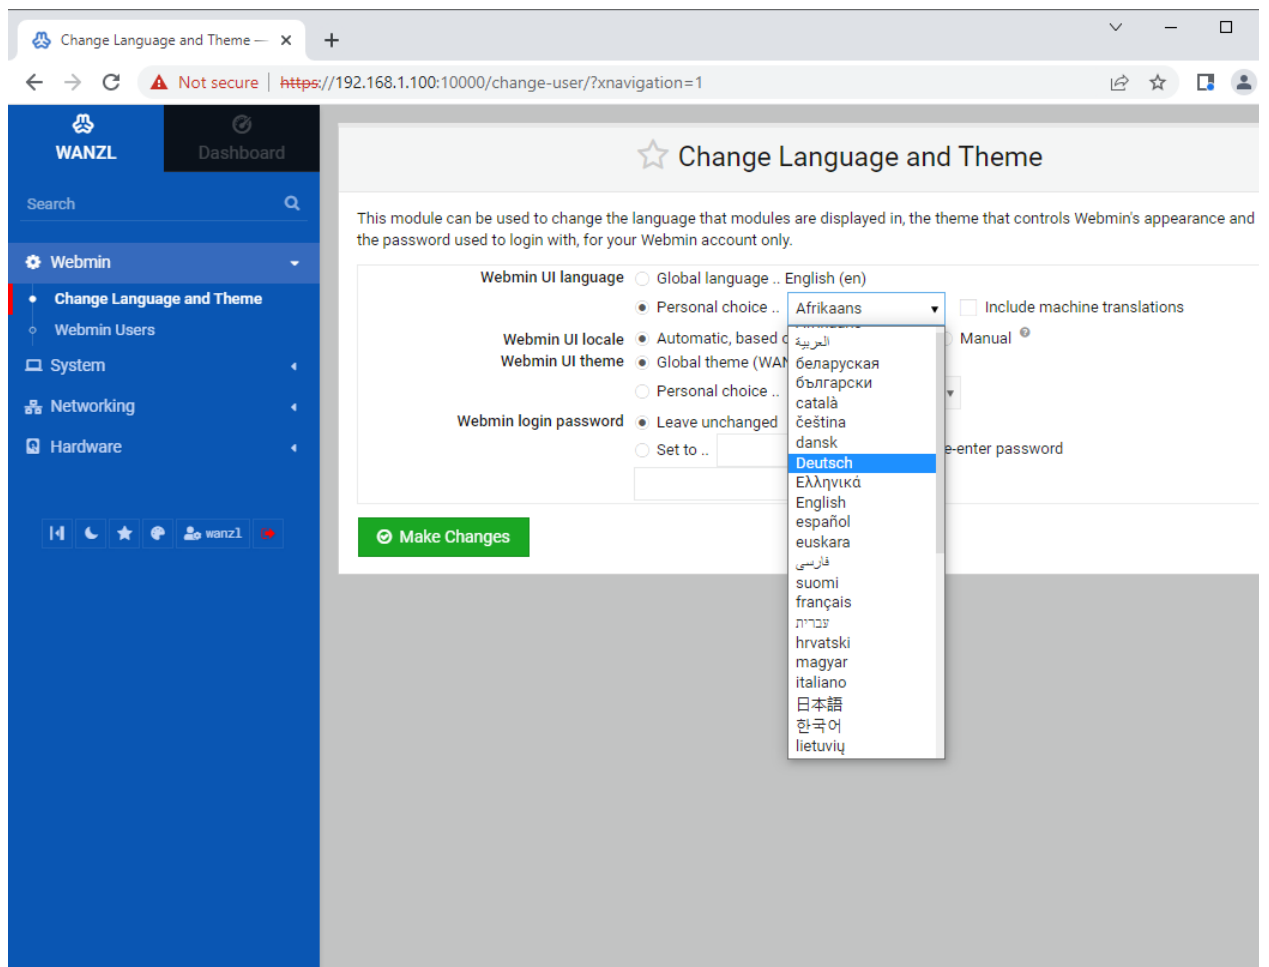 Change Language and Theme —
Not secure | https://192.168.1.100:10000/change-user/?xnavigation=1
WANZL
Dashboard
Search
Webmin
Change Language and Theme
Webmin Users
System
Networking
Hardware
wanzl
Change Language and Theme
This module can be used to change the language that modules are displayed in, the theme that controls Webmin's appearance and
the password used to login with, for your Webmin account only.
Webmin UI language
Global language .. English (en)
Personal choice .. Afrikaans
Include machine translations
Webmin UI locale
Automatic, based
Manual
Webmin UI theme
Global theme (WAN
Personal choice ..
Webmin login password
Leave unchanged
Set to ..
e-enter password
العربية
беларуская
български
català
čeština
dansk
Deutsch
Ελληνικά
English
español
euskara
فارسی
suomi
français
עברית
hrvatski
magyar
italiano
日本語
한국어
lietuvių
Make Changes